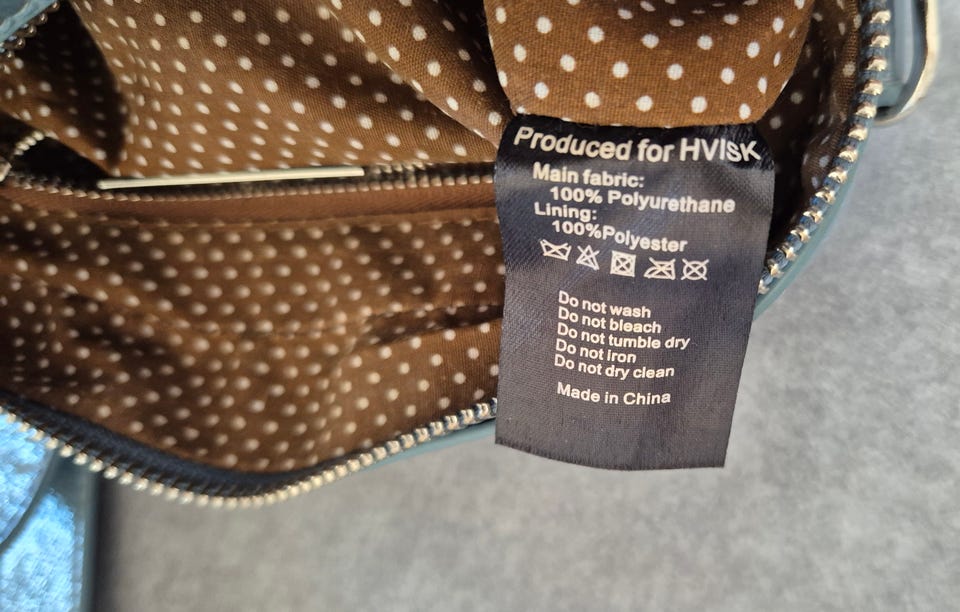 Produced for HVISK
Main fabric:
100% Polyurethane
Lining:
100%Polyester
Do not wash
Do not bleach
Do not tumble dry
Do not iron
Do not dry clean
Made in China